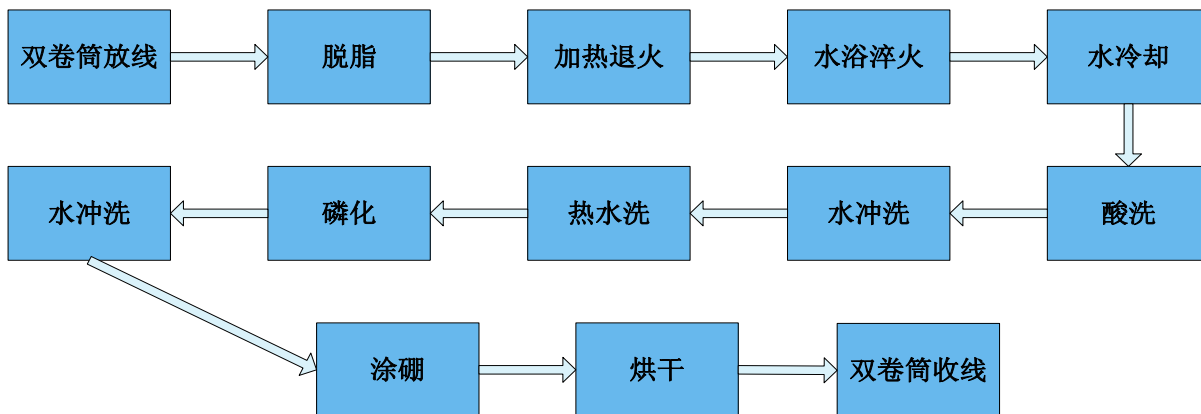 双卷筒放线
脱脂
加热退火
水浴淬火
水冷却
酸洗
水冲洗
热水洗
磷化
水冲洗
涂硼
烘干
双卷筒收线